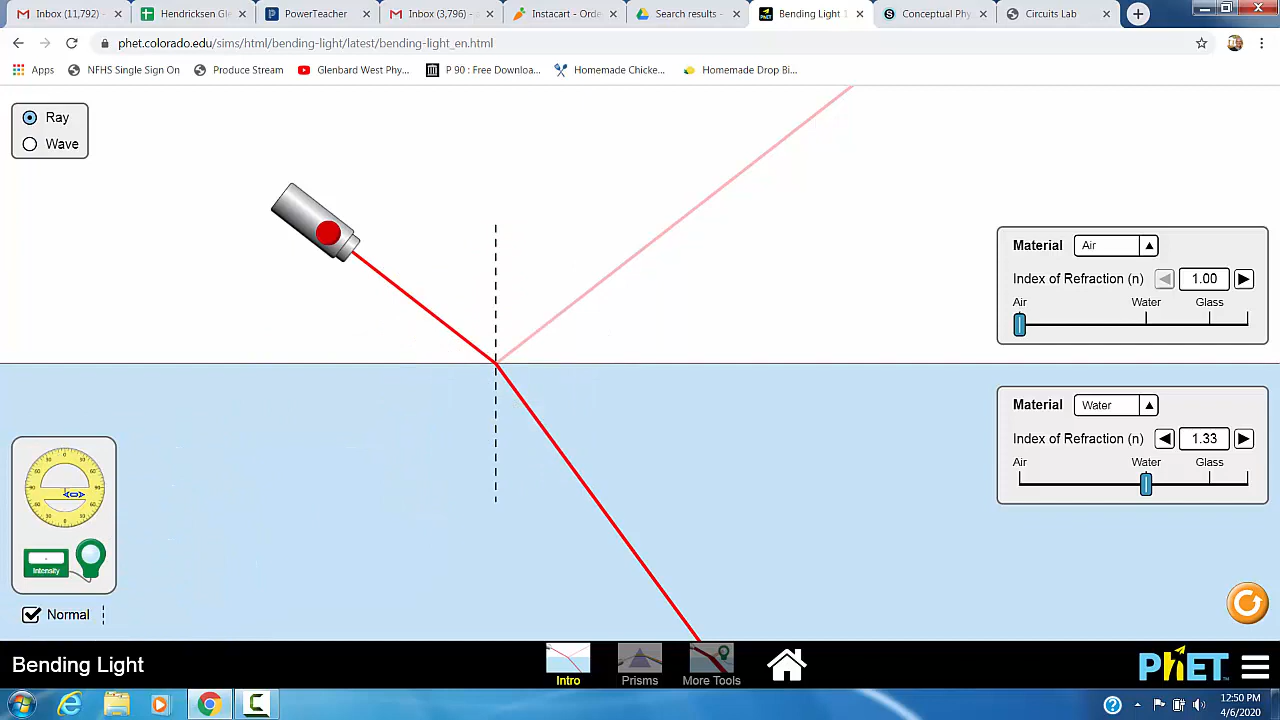 Inbox (11,792) - 
Hendricksen Gle
PowerTeacher
Inbox (3,796) - 
Instacart - Orde
Search results -
Bending Light 1
Conceptual Phy
Circuits Lab
phet.colorado.edu/sims/html/bending-light/latest/bending-light_en.html
Apps
NFHS Single Sign On
Produce Stream
Glenbard West Phy...
P 90 : Free Downloa...
Homemade Chicke...
Homemade Drop Bi...
Ray
Wave
Material Air
Index of Refraction (n) 1.00
Air Water Glass
Material Water
Index of Refraction (n) 1.33
Air Water Glass
Intensity
Normal
Bending Light
Intro
Prisms
More Tools
PhET
12:50 PM
4/6/2020